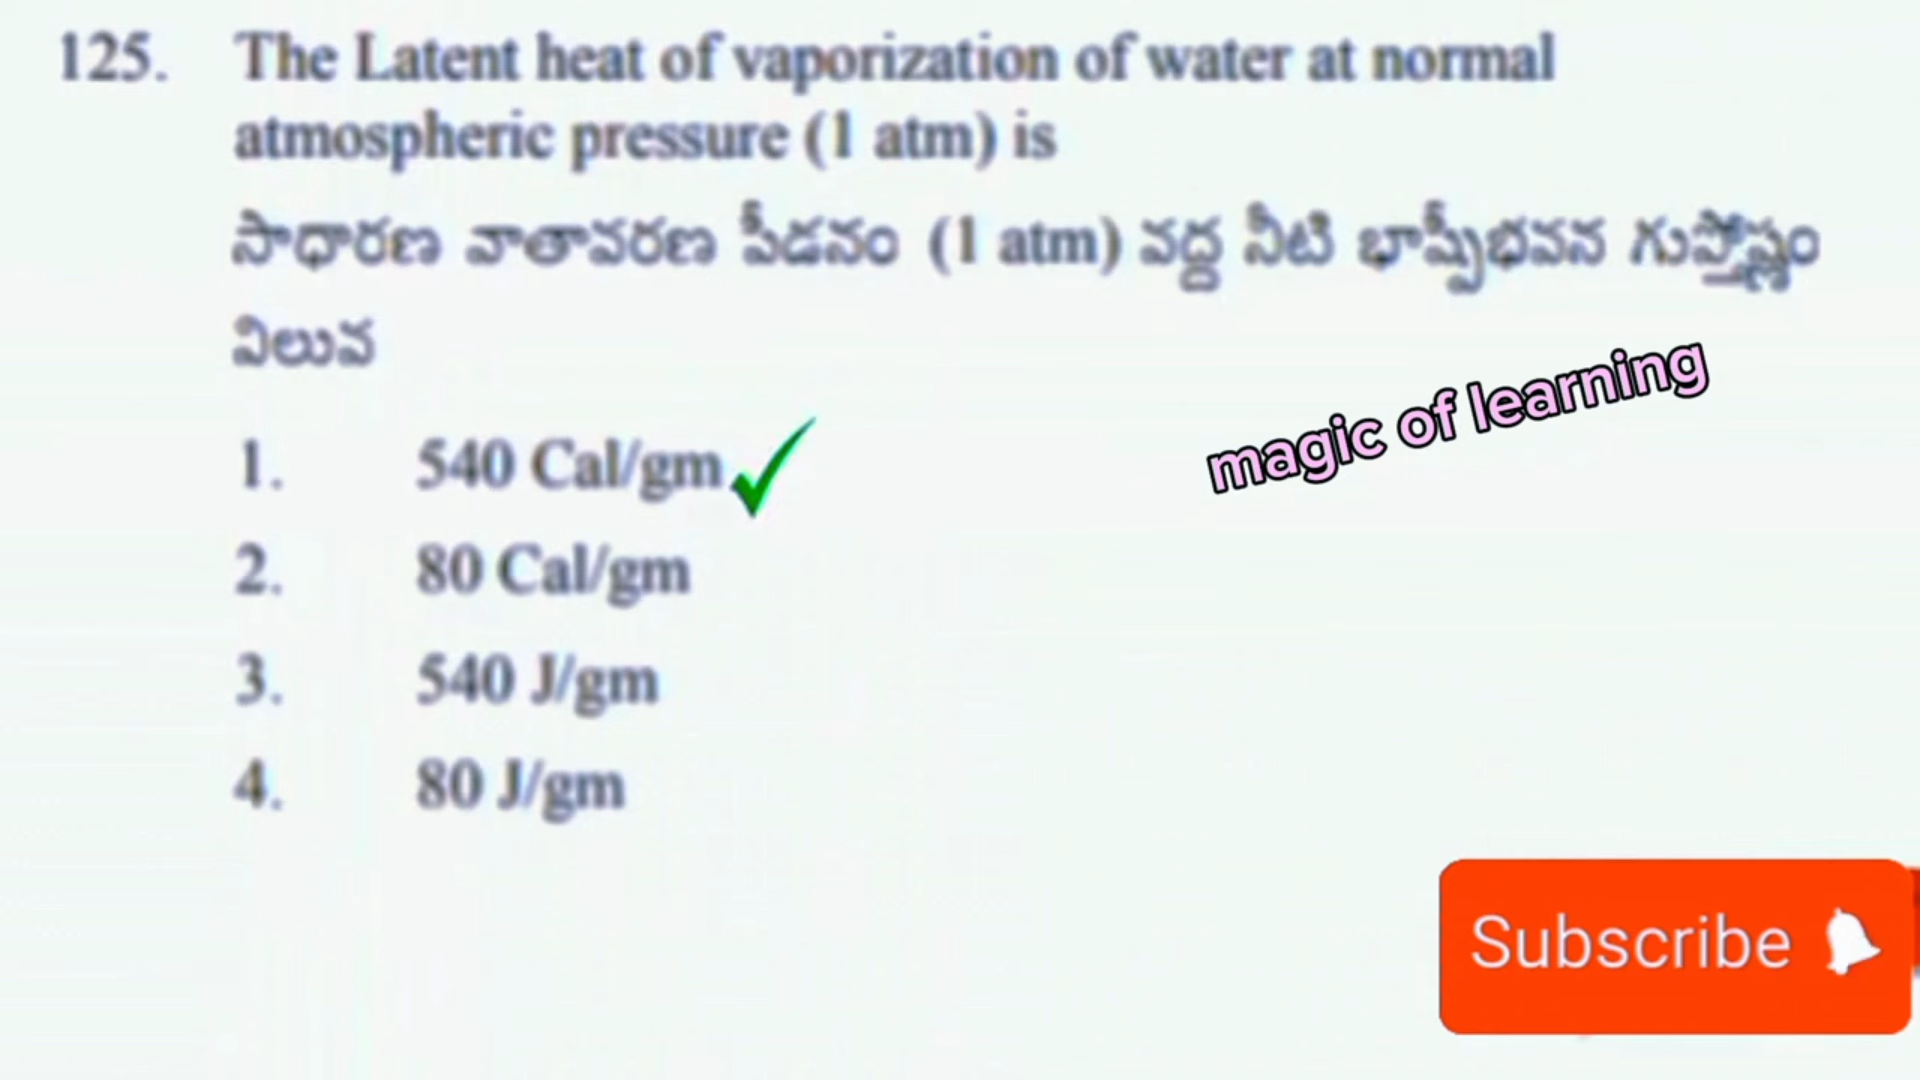 125. The Latent heat of vaporization of water at normal
atmospheric pressure (1 atm) is
సాధారణ వాతావరణ పీడనం (1 atm) వద్ద నీటి భాష్పీభవన గుప్తోష్ణం
విలువ
magic of learning
1. 540 Cal/gm
2. 80 Cal/gm
3. 540 J/gm
4. 80 J/gm
Subscribe